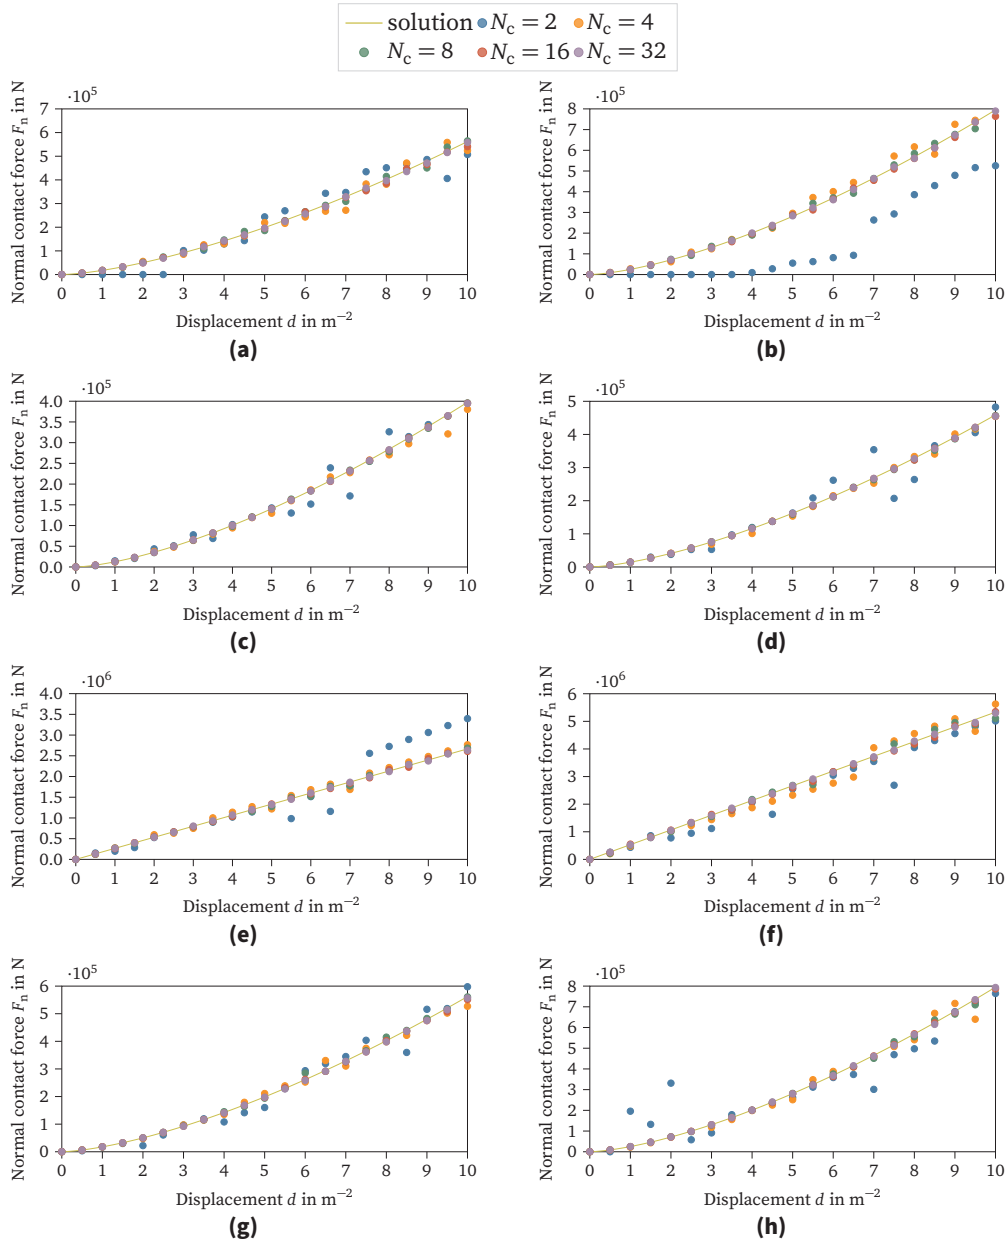 solution N_c = 2 N_c = 4
N_c = 8 N_c = 16 N_c = 32
Normal contact force F_n in N
·10^5
7
6
5
4
3
2
1
0
0 1 2 3 4 5 6 7 8 9 10
Displacement d in m^−2
(a)
Normal contact force F_n in N
·10^5
8
7
6
5
4
3
2
1
0
0 1 2 3 4 5 6 7 8 9 10
Displacement d in m^−2
(b)
Normal contact force F_n in N
·10^5
4.0
3.5
3.0
2.5
2.0
1.5
1.0
0.5
0.0
0 1 2 3 4 5 6 7 8 9 10
Displacement d in m^−2
(c)
Normal contact force F_n in N
·10^5
5
4
3
2
1
0
0 1 2 3 4 5 6 7 8 9 10
Displacement d in m^−2
(d)
Normal contact force F_n in N
·10^6
4.0
3.5
3.0
2.5
2.0
1.5
1.0
0.5
0.0
0 1 2 3 4 5 6 7 8 9 10
Displacement d in m^−2
(e)
Normal contact force F_n in N
·10^6
6
5
4
3
2
1
0
0 1 2 3 4 5 6 7 8 9 10
Displacement d in m^−2
(f)
Normal contact force F_n in N
·10^5
6
5
4
3
2
1
0
0 1 2 3 4 5 6 7 8 9 10
Displacement d in m^−2
(g)
Normal contact force F_n in N
·10^5
8
7
6
5
4
3
2
1
0
0 1 2 3 4 5 6 7 8 9 10
Displacement d in m^−2
(h)